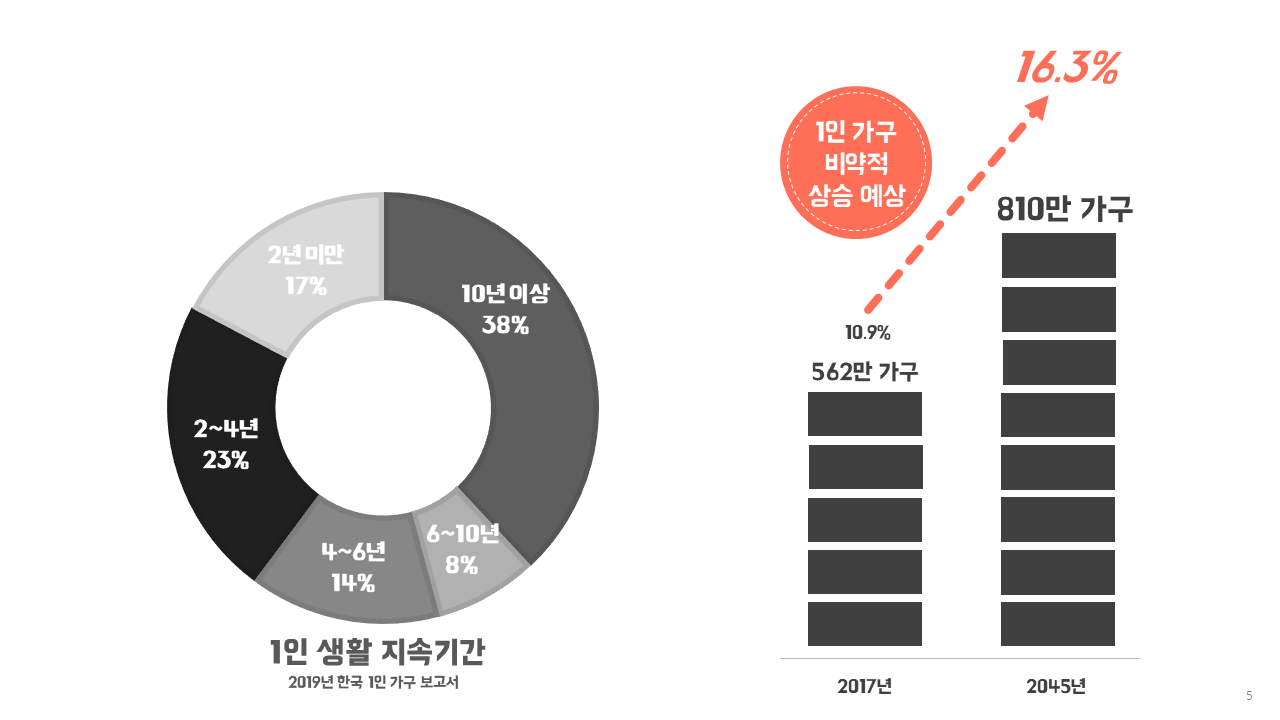 2년 미만
17%
10년 이상
38%
2~4년
23%
4~6년
14%
6~10년
8%
1인 생활 지속기간
2019년 한국 1인 가구 보고서
16.3%
1인 가구
비약적
상승 예상
810만 가구
10.9%
562만 가구
2017년
2045년
5